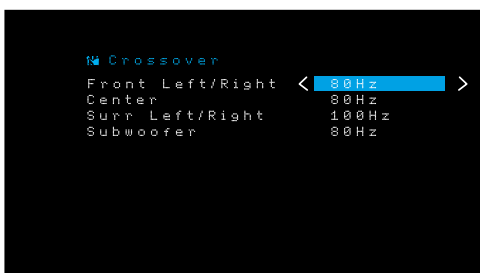 Crossover
Front Left/Right < 80Hz >
Center 80Hz
Surr Left/Right 100Hz
Subwoofer 80Hz